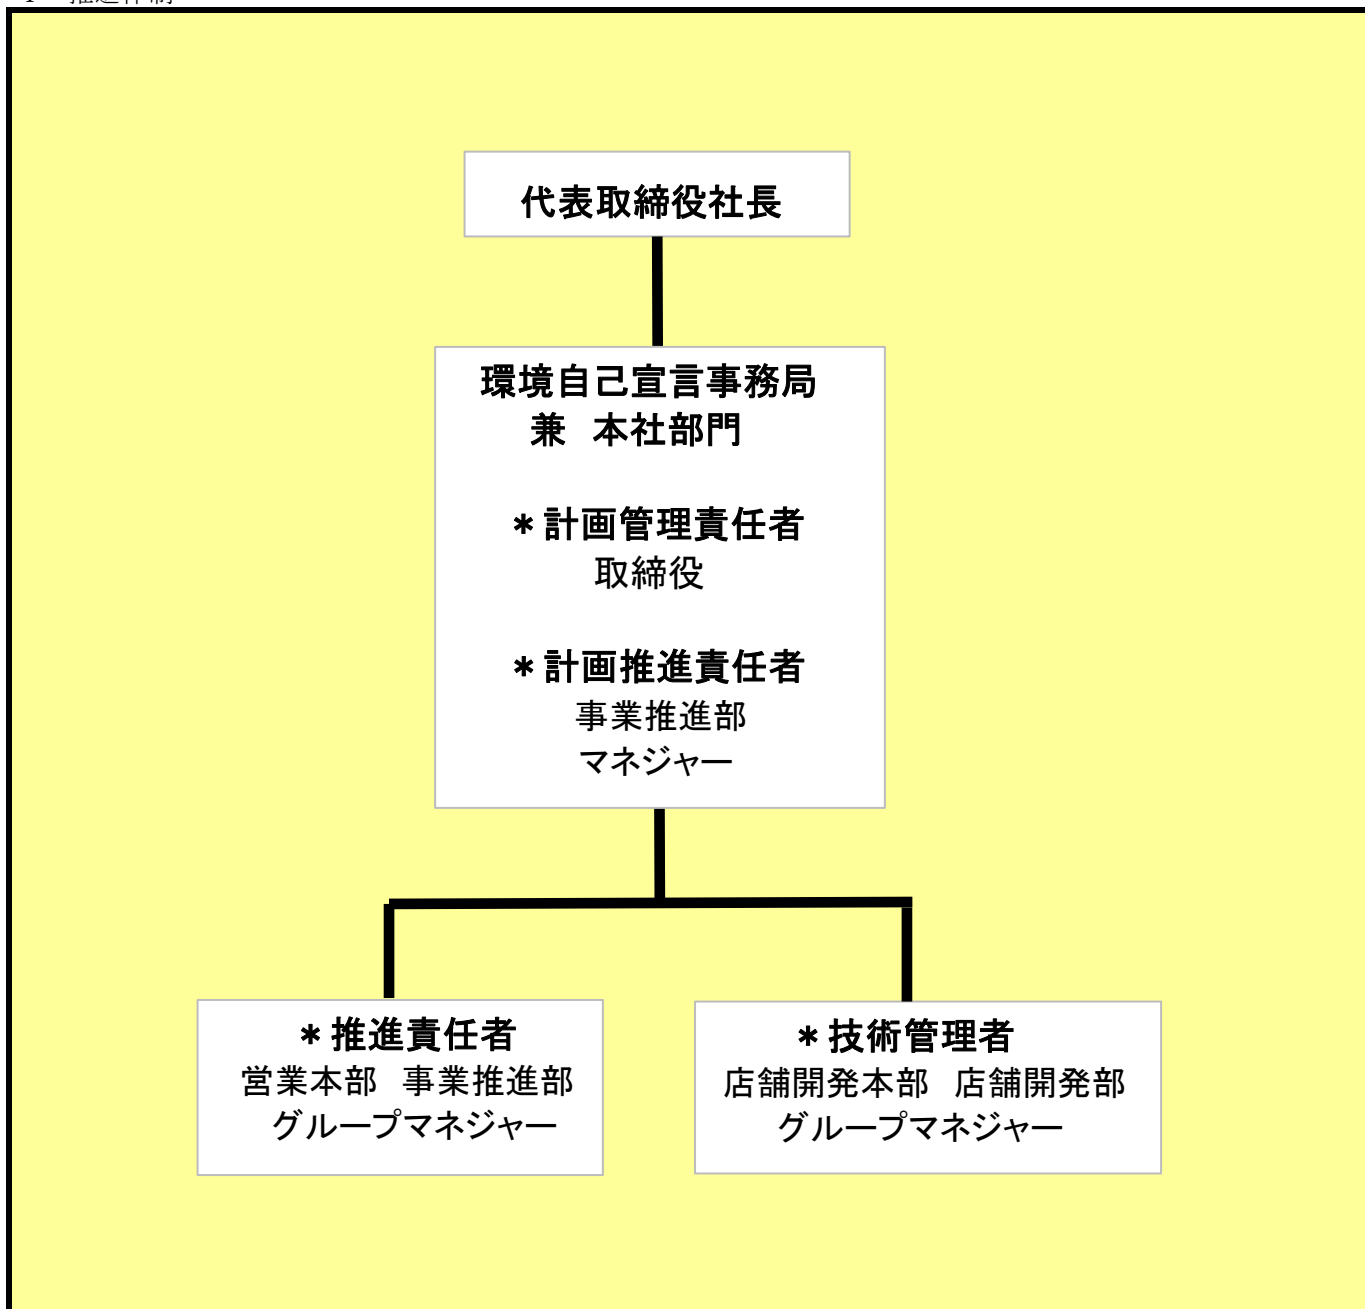 代表取締役社長
環境自己宣言事務局
兼 本社部門
*計画管理責任者
取締役
*計画推進責任者
事業推進部
マネジャー
*推進責任者
営業本部 事業推進部
グループマネジャー
*技術管理者
店舗開発本部 店舗開発部
グループマネジャー